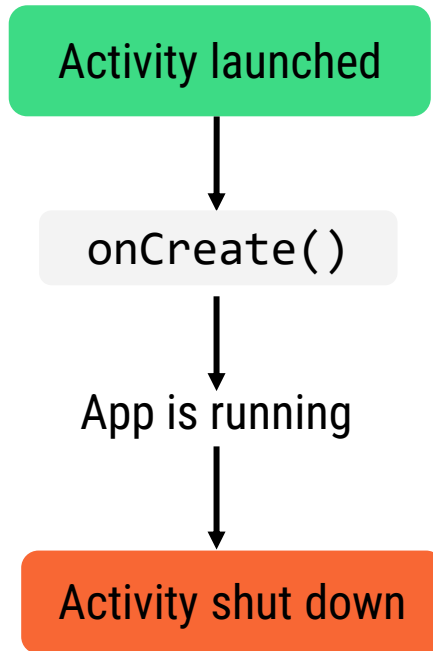 Activity launched
onCreate()
App is running
Activity shut down